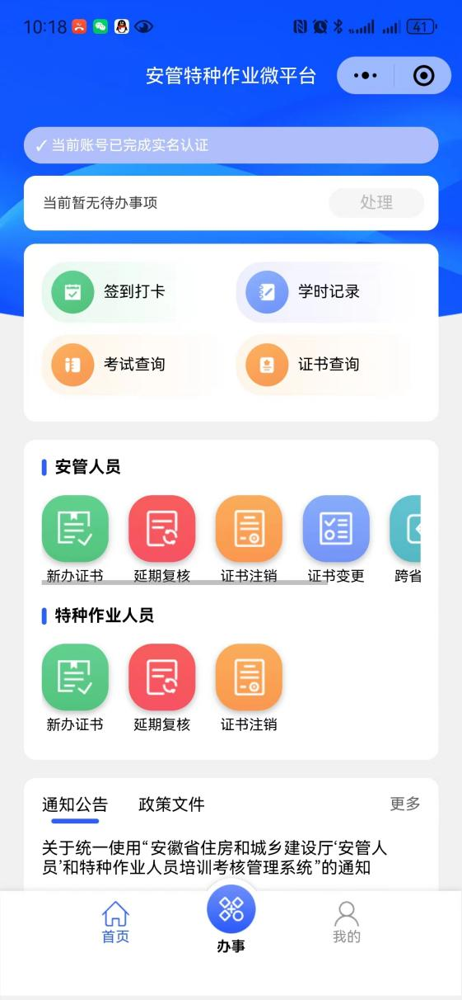 10:18
41
安管特种作业微平台
✓当前账号已完成实名认证
当前暂无待办事项
处理
签到打卡
学时记录
考试查询
证书查询
安管人员
新办证书
延期复核
证书注销
证书变更
跨省
特种作业人员
新办证书
延期复核
证书注销
通知公告
政策文件
更多
关于统一使用“安徽省住房和城乡建设厅‘安管人
员’和特种作业人员培训考核管理系统”的通知
首页
办事
我的